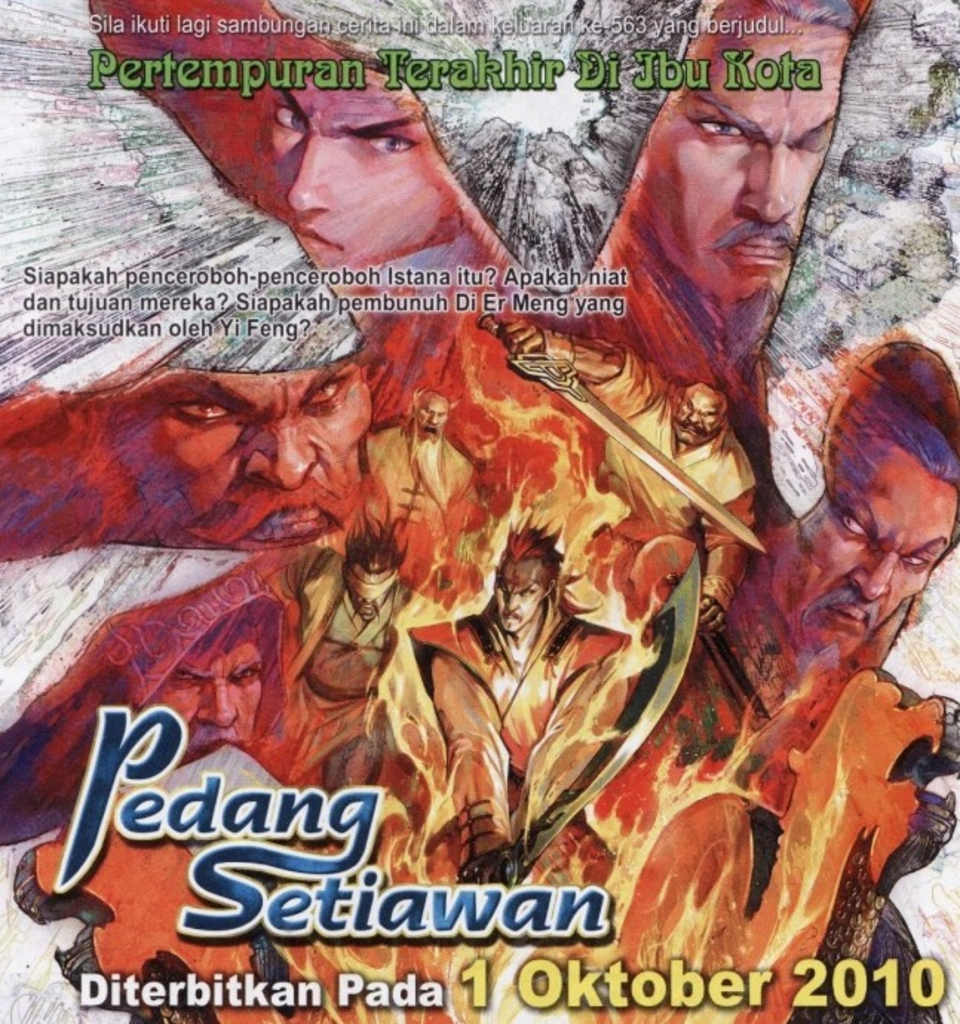 Sila ikuti lagi sambungan cerita ini dalam keluaran ke-563 yang berjudul...
Pertempuran Terakhir Di Ibu Kota
Siapakah penceroboh-penceroboh Istana itu? Apakah niat
dan tujuan mereka? Siapakah pembunuh Di Er Meng yang
dimaksudkan oleh Yi Feng?
Pedang
Setiawan
Diterbitkan Pada 1 Oktober 2010